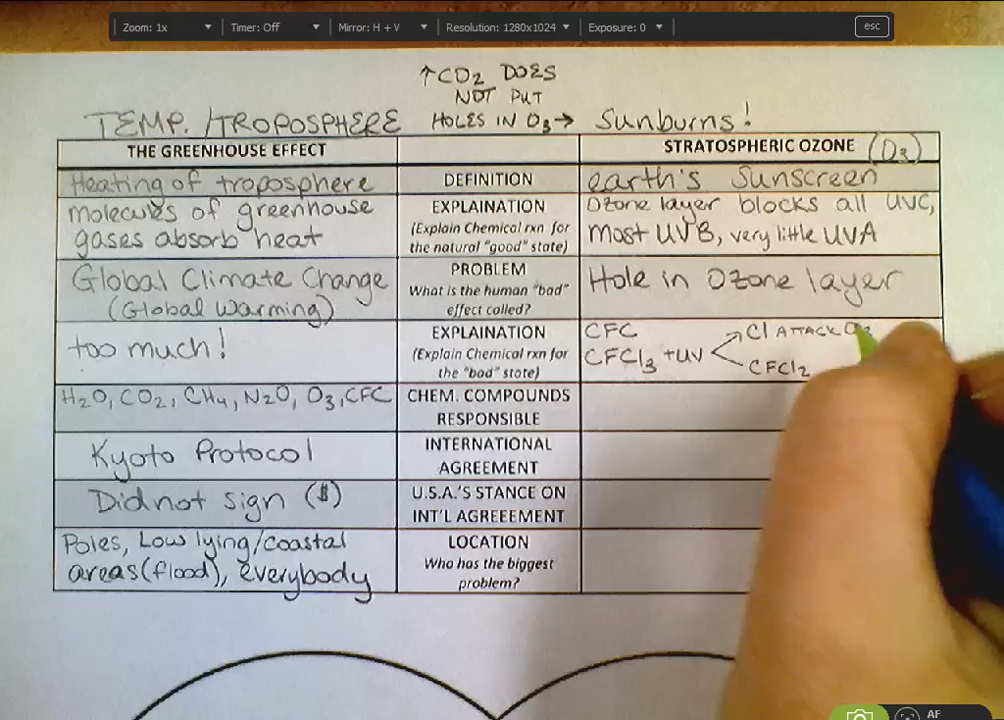 Zoom: 1x Timer: Off Mirror: H + V Resolution: 1280x1024 Exposure: 0 esc
↑CO2 DOES
NOT PUT
TEMP. /TROPOSPHERE HOLES IN O3→ Sunburns!
THE GREENHOUSE EFFECT STRATOSPHERIC OZONE (O3)
Heating of troposphere DEFINITION earth's Sunscreen
molecules of greenhouse EXPLAINATION Ozone layer blocks all UVC,
gases absorb heat (Explain Chemical rxn for most UVB, very little UVA
the natural "good" state)
Global Climate Change PROBLEM Hole in Ozone layer
(Global Warming) What is the human "bad"
effect called?
too much! EXPLAINATION CFC Cl ATTACK
(Explain Chemical rxn for CFCl3 +UV
the "bad" state) CFCl2
H2O, CO2, CH4, N2O, O3, CFC CHEM. COMPOUNDS
RESPONSIBLE
Kyoto Protocol INTERNATIONAL
AGREEMENT
Did not sign ($) U.S.A.'S STANCE ON
INT'L AGREEEMENT
Poles, Low lying/coastal LOCATION
areas(flood), everybody Who has the biggest
problem?
AF